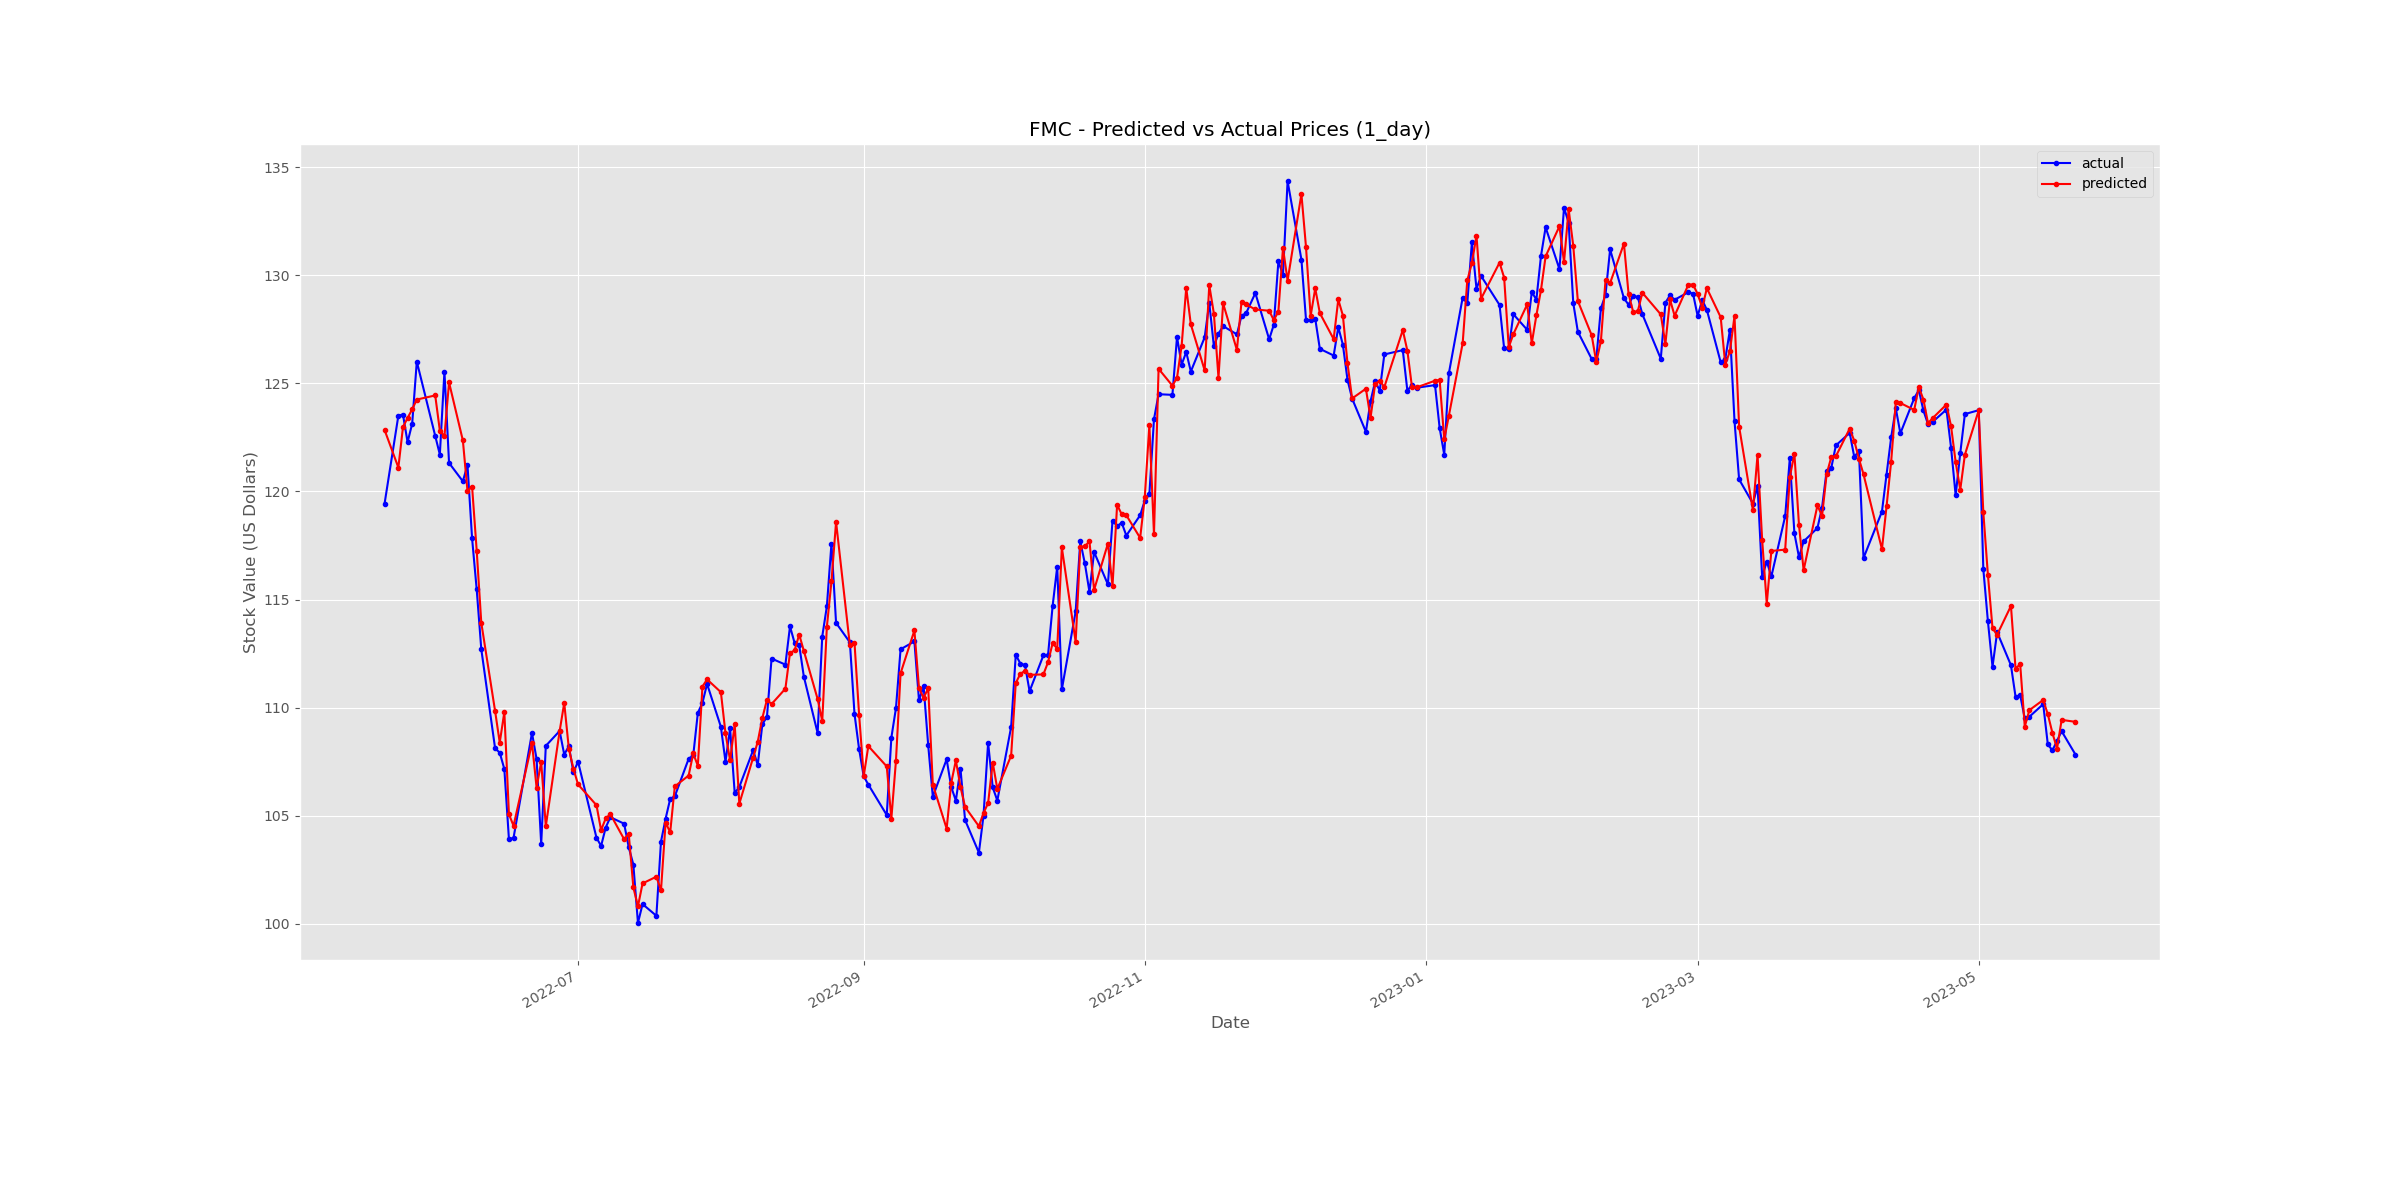 FMC - Predicted vs Actual Prices (1_day)
actual
predicted
Stock Value (US Dollars)
135
130
125
120
115
110
105
100
2022-07
2022-09
2022-11
2023-01
2023-03
2023-05
Date